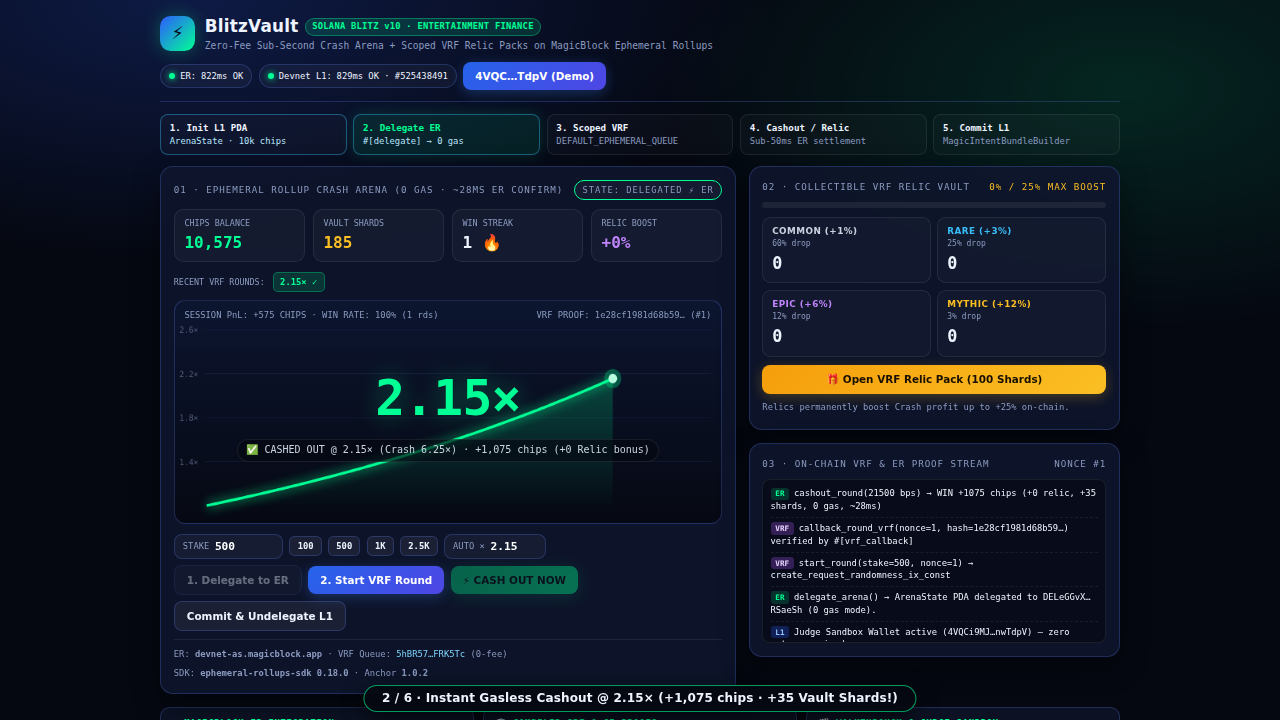 ⚡ BlitzVault SOLANA BLITZ v10 · ENTERTAINMENT FINANCE
Zero-Fee Sub-Second Crash Arena + Scoped VRF Relic Packs on MagicBlock Ephemeral Rollups
ER: 822ms OK
Devnet L1: 829ms OK · #525438491
4VQC…TdpV (Demo)
1. Init L1 PDA
ArenaState · 10k chips
2. Delegate ER
#[delegate] → 0 gas
3. Scoped VRF
DEFAULT_EPHEMERAL_QUEUE
4. Cashout / Relic
Sub-50ms ER settlement
5. Commit L1
MagicIntentBundleBuilder
01 · EPHEMERAL ROLLUP CRASH ARENA (0 GAS · ~28MS ER CONFIRM)
STATE: DELEGATED ⚡ ER
CHIPS BALANCE
10,575
VAULT SHARDS
185
WIN STREAK
1 🔥
RELIC BOOST
+0%
RECENT VRF ROUNDS: 2.15× ✓
SESSION PnL: +575 CHIPS · WIN RATE: 100% (1 rds)
VRF PROOF: 1e28cf1981d68b59… (#1)
2.6×
2.2×
1.8×
1.4×
2.15×
✅ CASHED OUT @ 2.15× (Crash 6.25×) · +1,075 chips (+0 Relic bonus)
STAKE 500
100
500
1K
2.5K
AUTO × 2.15
1. Delegate to ER
2. Start VRF Round
⚡ CASH OUT NOW
Commit & Undelegate L1
ER: devnet-as.magicblock.app · VRF Queue: 5hBR57…FRK5Tc (0-fee)
SDK: ephemeral-rollups-sdk 0.18.0 · Anchor 1.0.2
02 · COLLECTIBLE VRF RELIC VAULT
0% / 25% MAX BOOST
COMMON (+1%)
60% drop
0
RARE (+3%)
25% drop
0
EPIC (+6%)
12% drop
0
MYTHIC (+12%)
3% drop
0
🎁 Open VRF Relic Pack (100 Shards)
Relics permanently boost Crash profit up to +25% on-chain.
03 · ON-CHAIN VRF & ER PROOF STREAM
NONCE #1
ER cashout_round(21500 bps) → WIN +1075 chips (+0 relic, +35
shards, 0 gas, ~28ms)
VRF callback_round_vrf(nonce=1, hash=1e28cf1981d68b59…)
verified by #[vrf_callback]
VRF start_round(stake=500, nonce=1) →
create_request_randomness_ix_const
ER delegate_arena() → ArenaState PDA delegated to DELeGGvX…
RSaeSh (0 gas mode).
L1 Judge Sandbox Wallet active (4VQCi9MJ…nwTdpV) — zero
2 / 6 · Instant Gasless Cashout @ 2.15× (+1,075 chips · +35 Vault Shards!)